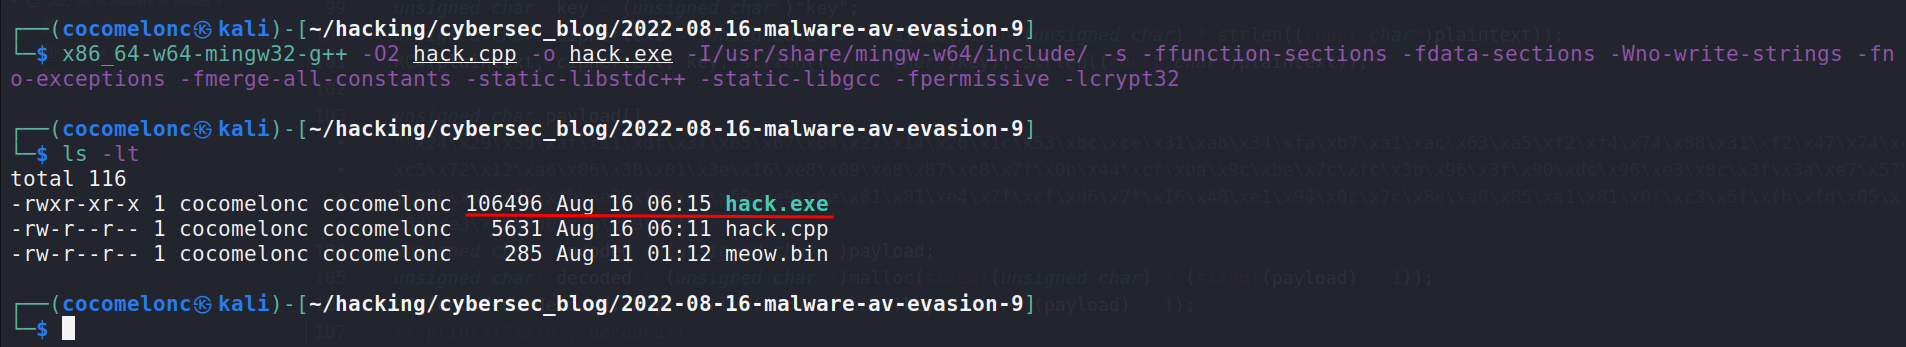 ┌──(cocomelonc㉿kali)-[~/hacking/cybersec_blog/2022-08-16-malware-av-evasion-9]
└─$ x86_64-w64-mingw32-g++ -O2 hack.cpp -o hack.exe -I/usr/share/mingw-w64/include/ -s -ffunction-sections -fdata-sections -Wno-write-strings -fn
o-exceptions -fmerge-all-constants -static-libstdc++ -static-libgcc -fpermissive -lcrypt32
┌──(cocomelonc㉿kali)-[~/hacking/cybersec_blog/2022-08-16-malware-av-evasion-9]
└─$ ls -lt
total 116
-rwxr-xr-x 1 cocomelonc cocomelonc 106496 Aug 16 06:15 hack.exe
-rw-r--r-- 1 cocomelonc cocomelonc   5631 Aug 16 06:11 hack.cpp
-rw-r--r-- 1 cocomelonc cocomelonc    285 Aug 11 01:12 meow.bin
┌──(cocomelonc㉿kali)-[~/hacking/cybersec_blog/2022-08-16-malware-av-evasion-9]
└─$